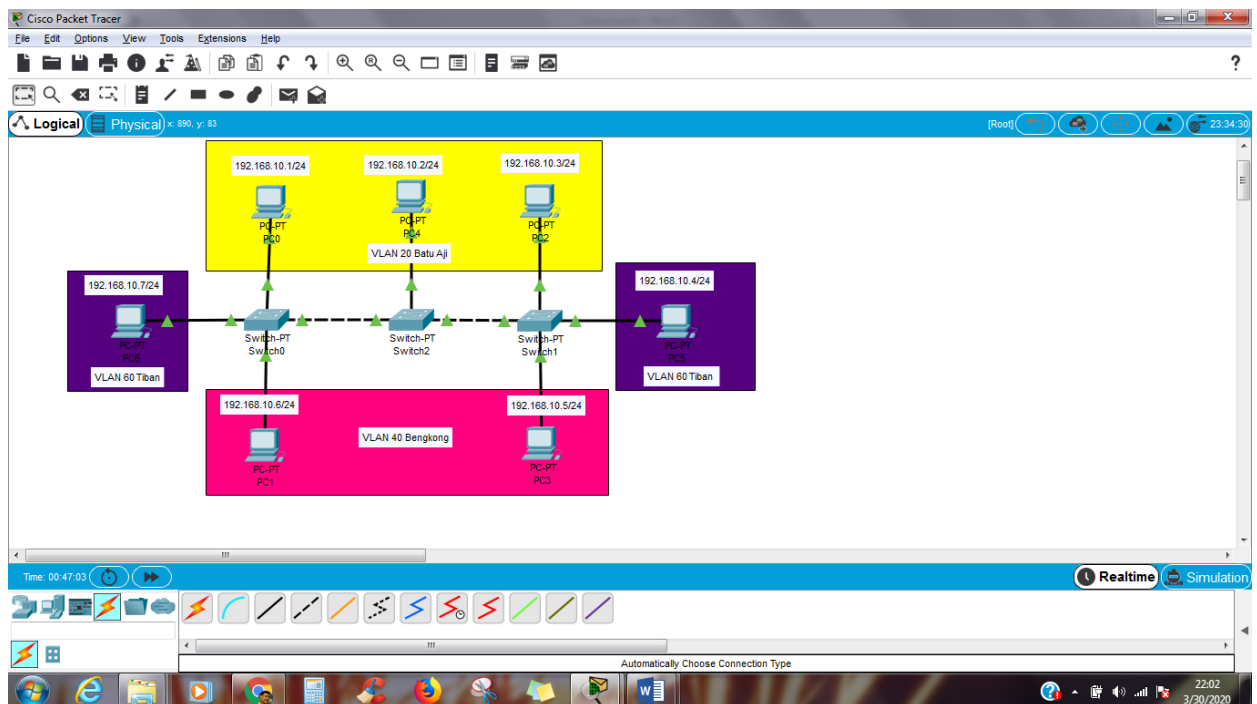 Cisco Packet Tracer
File Edit Options View Tools Extensions Help
?
Logical Physical x: 890, y: 83 [Root] 23:34:30
192.168.10.1/24 192.168.10.2/24 192.168.10.3/24
PC-PT PC-PT PC-PT
PC0 PC4 PC2
VLAN 20 Batu Aji
192.168.10.7/24 192.168.10.4/24
Switch-PT Switch-PT Switch-PT
Switch0 Switch2 Switch1
PC-PT PC-PT
PC6 PC5
VLAN 60 Tiban VLAN 60 Tiban
192.168.10.6/24 192.168.10.5/24
VLAN 40 Bengkong
PC-PT PC-PT
PC1 PC3
Time: 00:47:03 Realtime Simulation
Automatically Choose Connection Type
22:02
3/30/2020